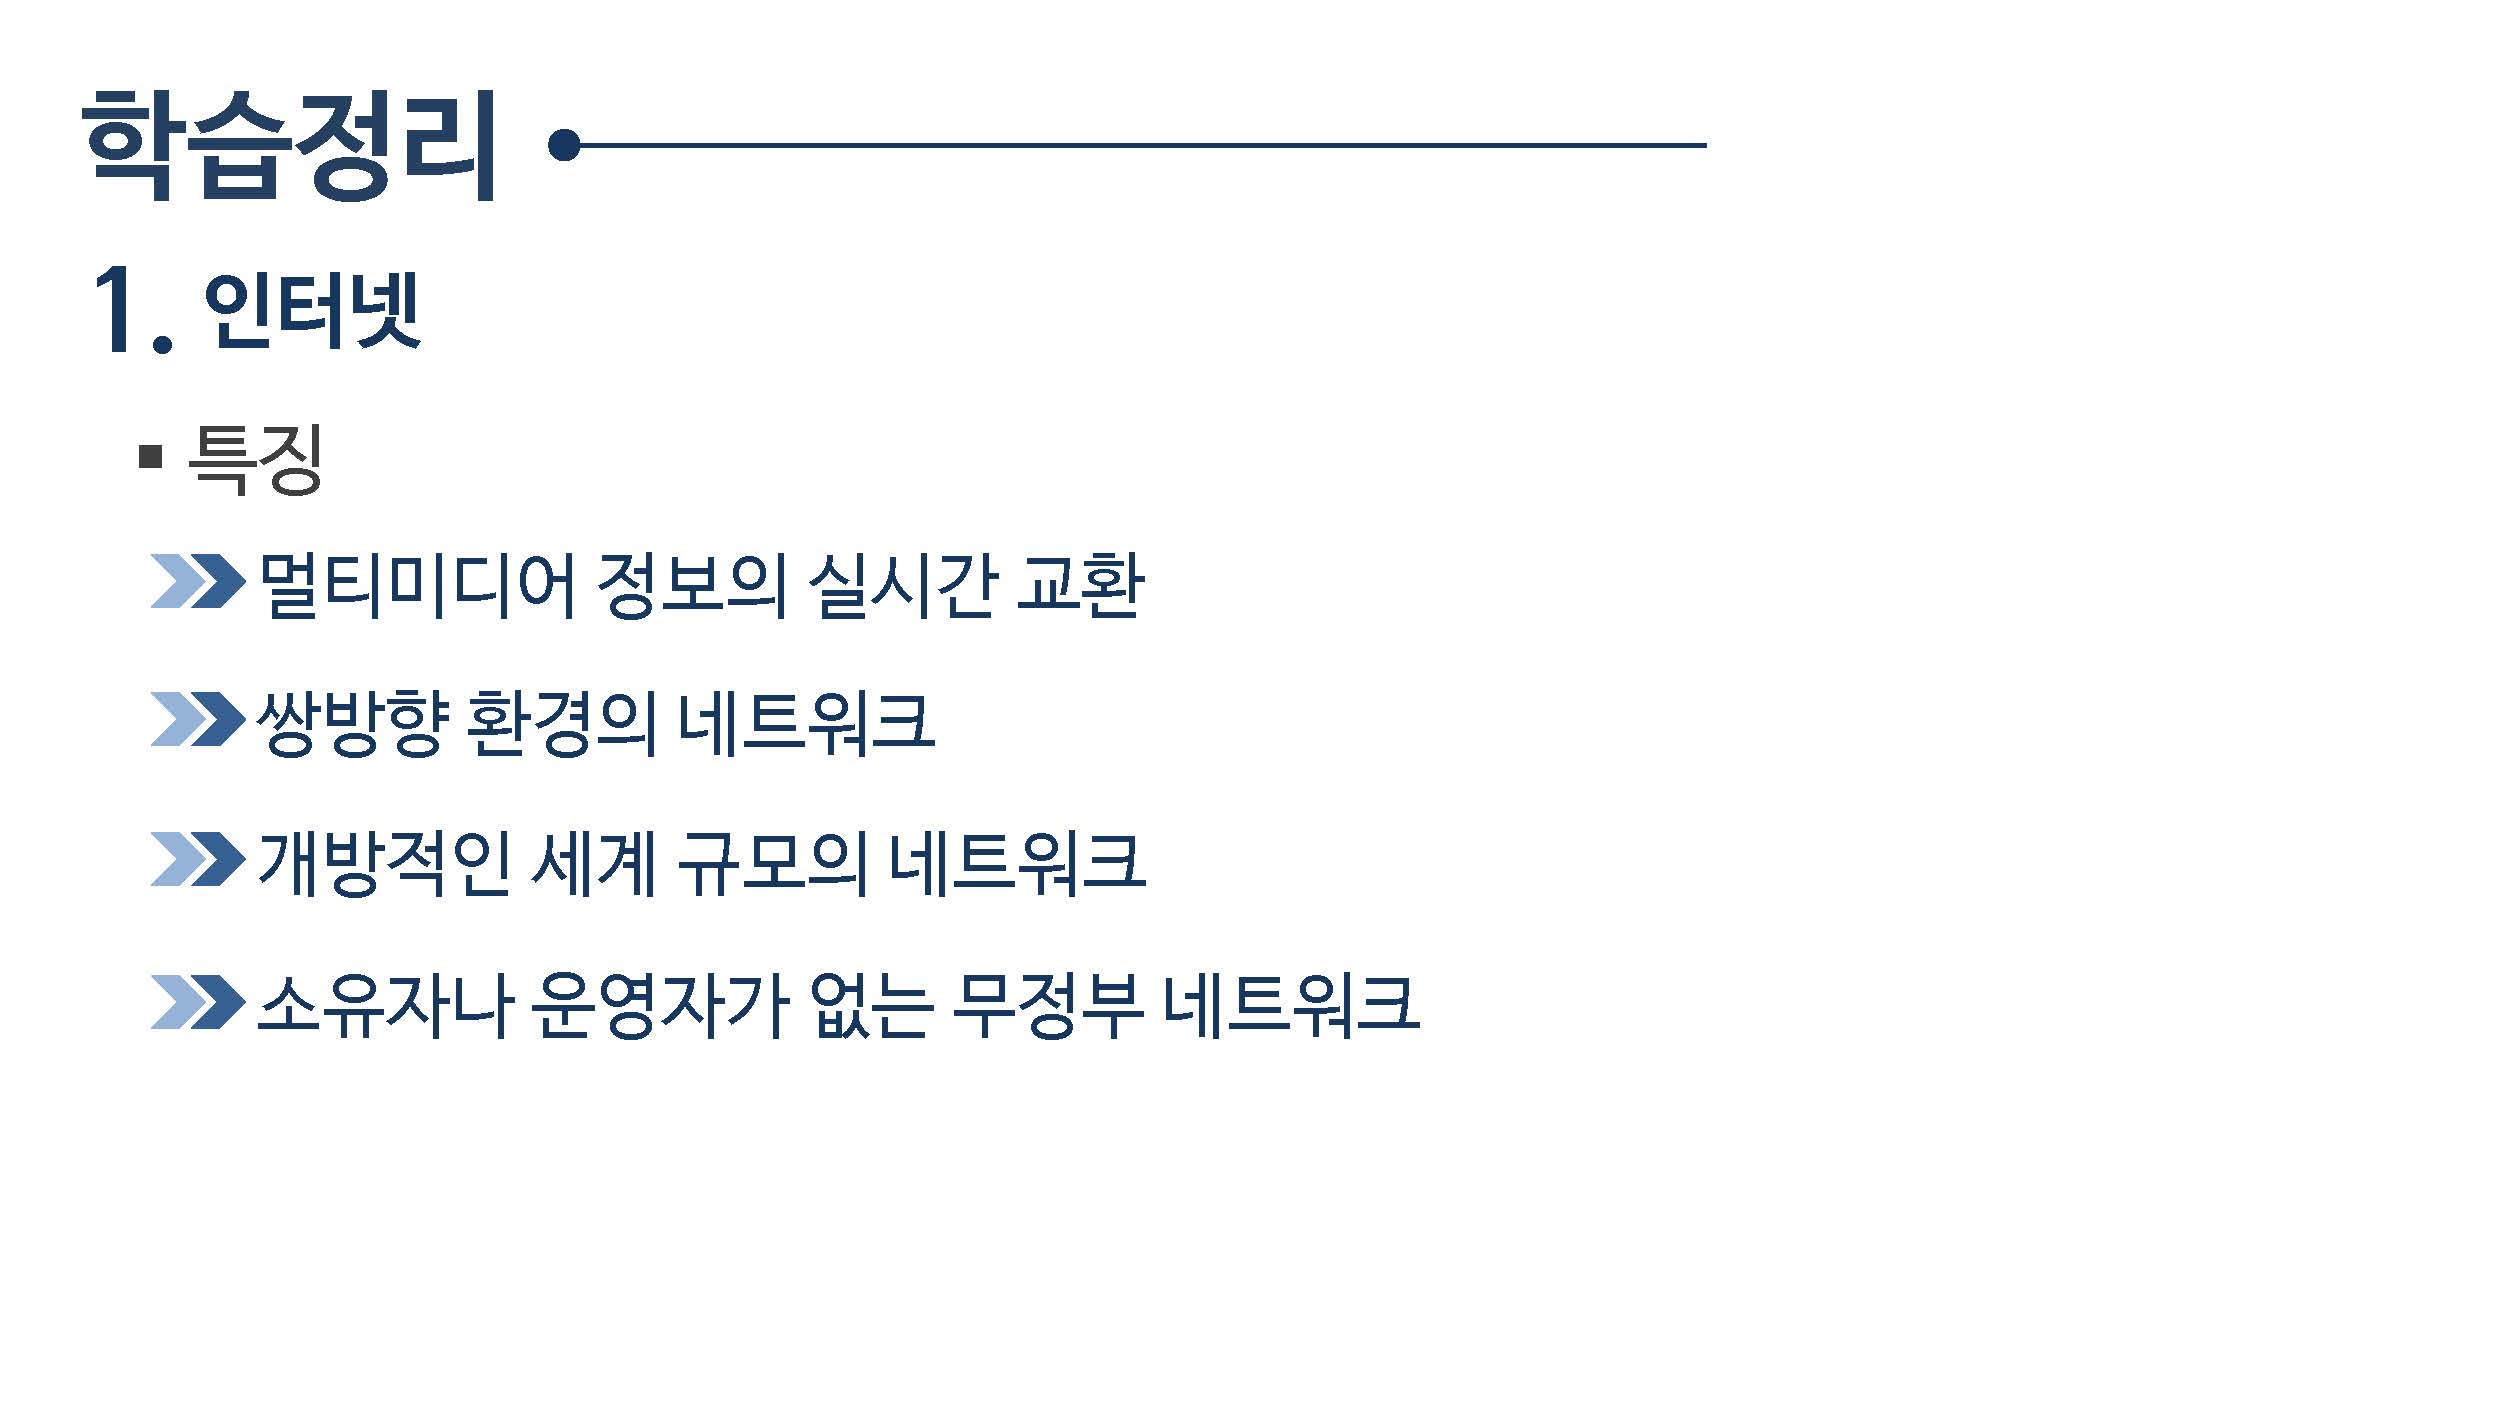 학습정리
1. 인터넷
▪ 특징
멀티미디어 정보의 실시간 교환
쌍방향 환경의 네트워크
개방적인 세계 규모의 네트워크
소유자나 운영자가 없는 무정부 네트워크